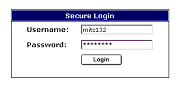 Secure Login
Username: mitc132
Password: ********
Login